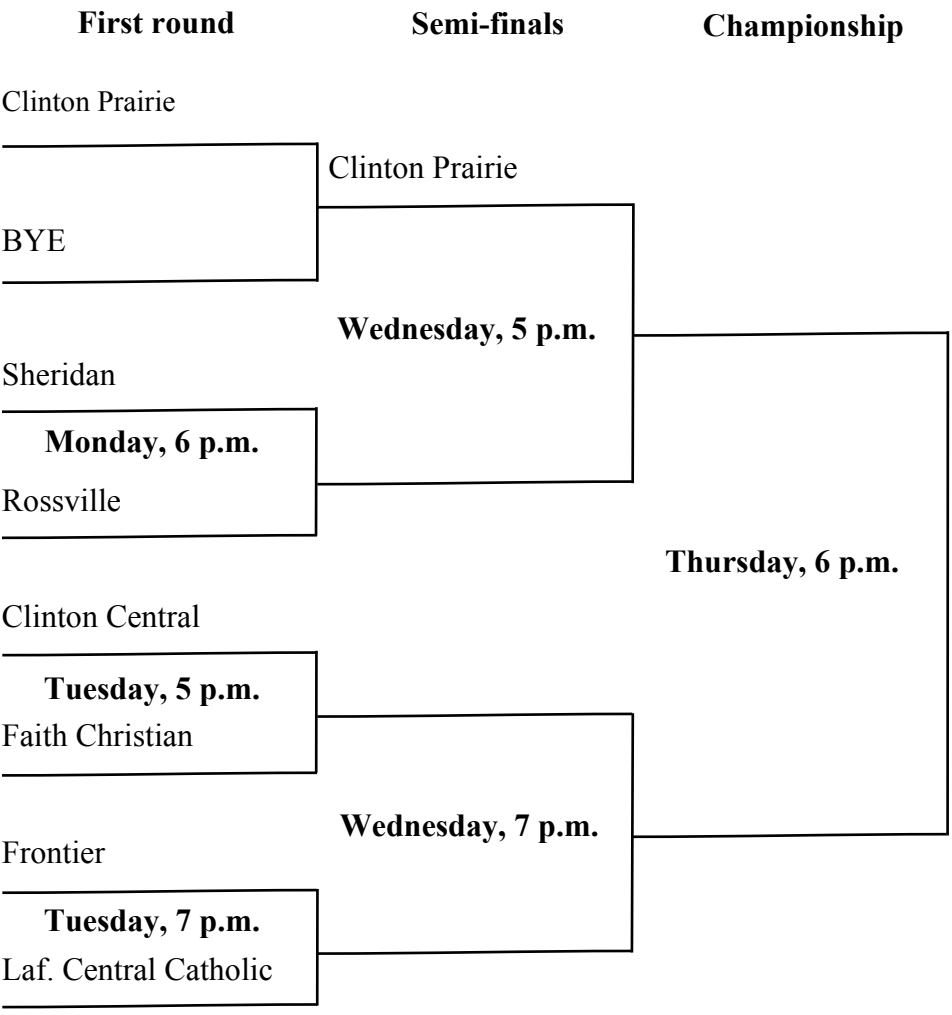 First round Semi-finals Championship
Clinton Prairie
Clinton Prairie
BYE
Wednesday, 5 p.m.
Sheridan
Monday, 6 p.m.
Rossville
Thursday, 6 p.m.
Clinton Central
Tuesday, 5 p.m.
Faith Christian
Wednesday, 7 p.m.
Frontier
Tuesday, 7 p.m.
Laf. Central Catholic